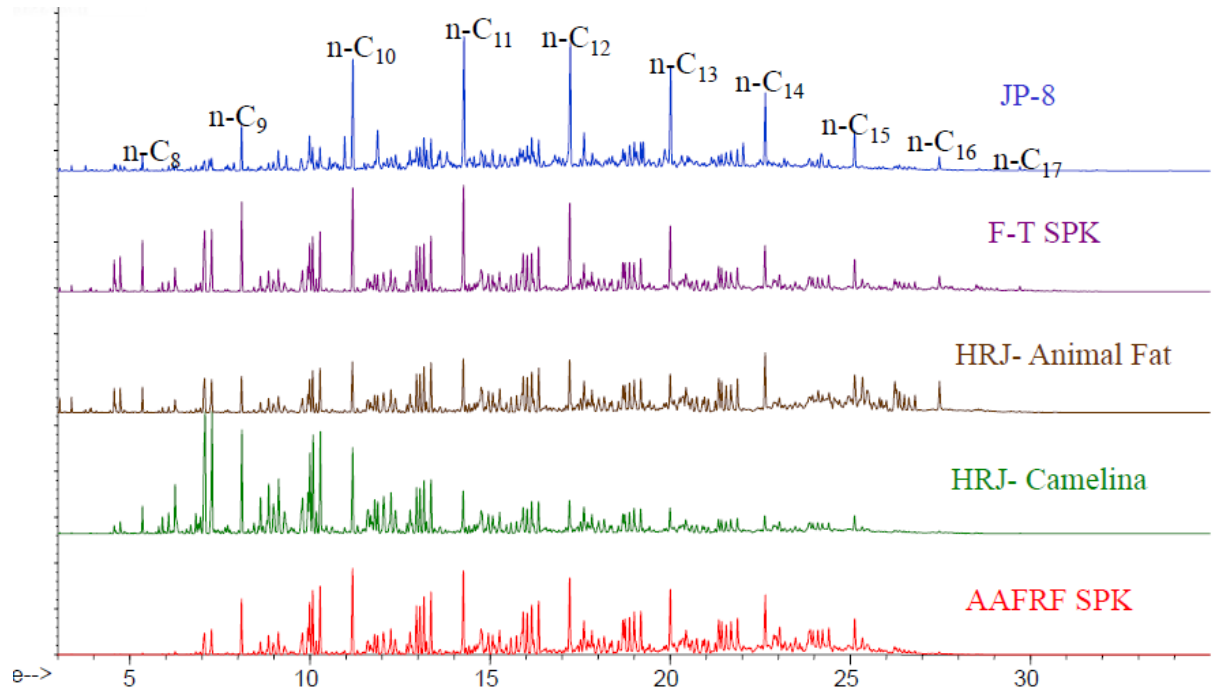 n-C₈
n-C₉
n-C₁₀
n-C₁₁
n-C₁₂
n-C₁₃
n-C₁₄
n-C₁₅
n-C₁₆
n-C₁₇
JP-8
F-T SPK
HRJ- Animal Fat
HRJ- Camelina
AAFRF SPK
e--> 5 10 15 20 25 30